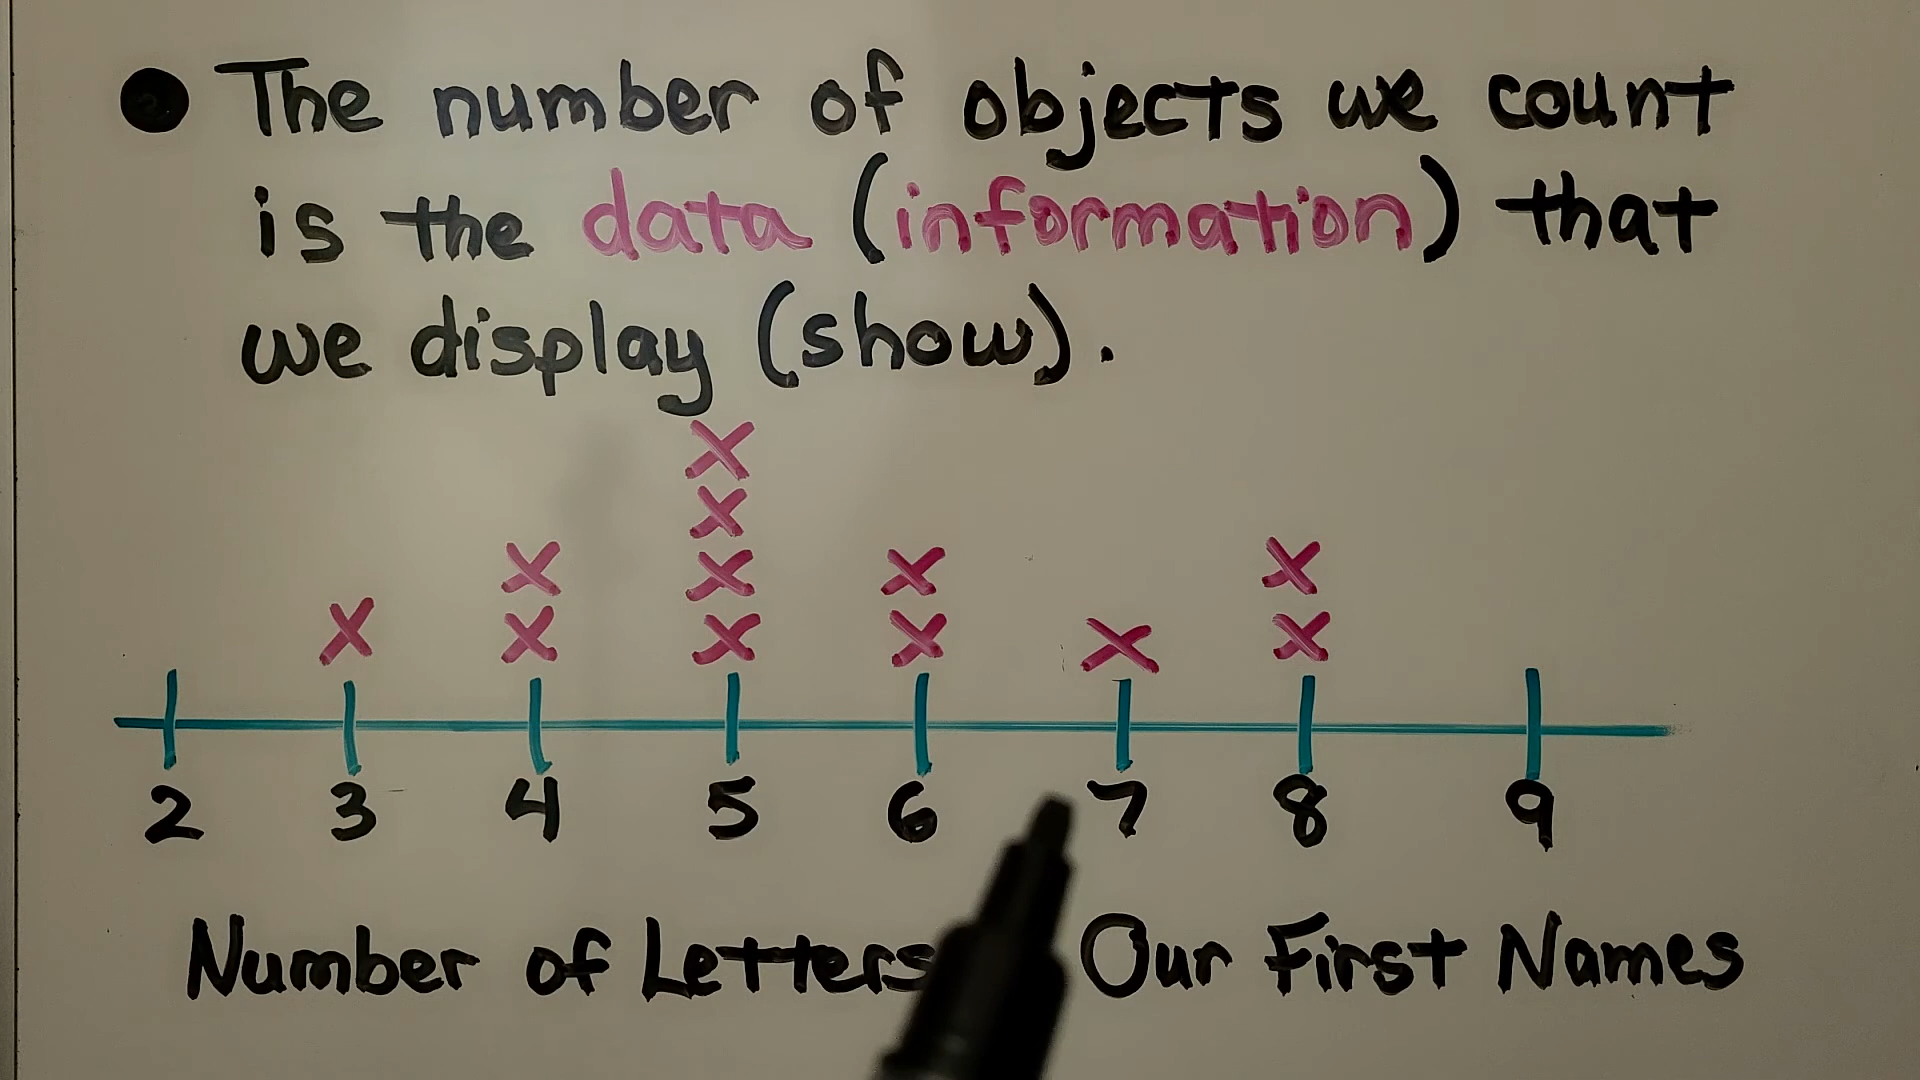 The number of objects we count
is the data (information) that
we display (show).
X
X
X X X X
X X X X X X
2 3 4 5 6 7 8 9
Number of Letters Our First Names